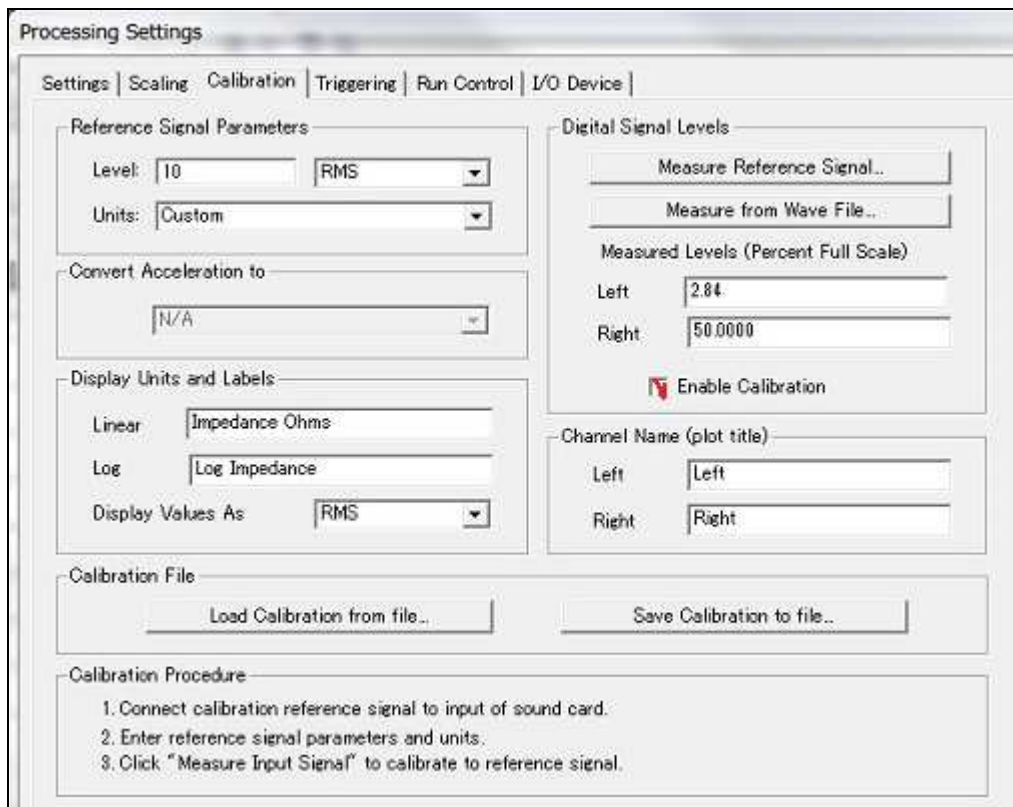 Processing Settings
Settings Scaling Calibration Triggering Run Control I/O Device
Reference Signal Parameters
Level: 10 RMS
Units: Custom
Convert Acceleration to
N/A
Display Units and Labels
Linear Impedance Ohms
Log Log Impedance
Display Values As RMS
Digital Signal Levels
Measure Reference Signal..
Measure from Wave File..
Measured Levels (Percent Full Scale)
Left 2.84
Right 50.0000
Enable Calibration
Channel Name (plot title)
Left Left
Right Right
Calibration File
Load Calibration from file.. Save Calibration to file..
Calibration Procedure
1. Connect calibration reference signal to input of sound card.
2. Enter reference signal parameters and units.
3. Click "Measure Input Signal" to calibrate to reference signal.